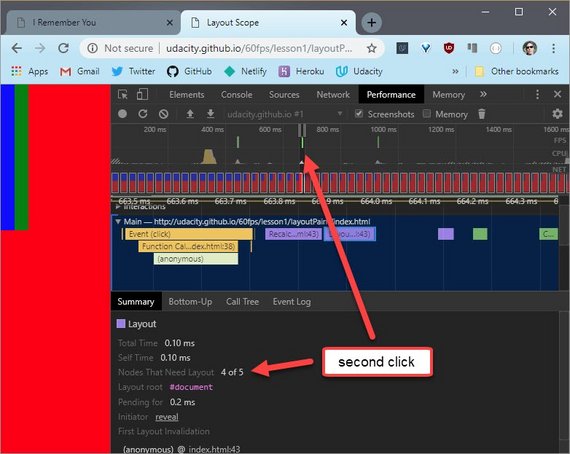 I Remember You
Layout Scope
Not secure | udacity.github.io/60fps/lesson1/layoutP
Apps Gmail Twitter GitHub Netlify Heroku Udacity » Other bookmarks
Elements Console Sources Network Performance Memory »
udacity.github.io #1 Screenshots Memory
200 ms 400 ms 600 ms 800 ms 1000 ms 1200 ms 1400 ms 1600 ms
FPS
CPU
NET
663.5 ms 663.6 ms 663.7 ms 663.8 ms 663.9 ms 664.0 ms 664.1 ms 664.2 ms 664.3 ms
Interactions
Main — http://udacity.github.io/60fps/lesson1/layoutPaint/index.html
Event (click) Recalc...ml:43) Layou...l:43) C...
Function Cal...dex.html:38)
(anonymous)
Summary Bottom-Up Call Tree Event Log
Layout
Total Time 0.10 ms
Self Time 0.10 ms
Nodes That Need Layout 4 of 5
second click
Layout root #document
Pending for 0.2 ms
Initiator reveal
First Layout Invalidation
(anonymous) @ index.html:43